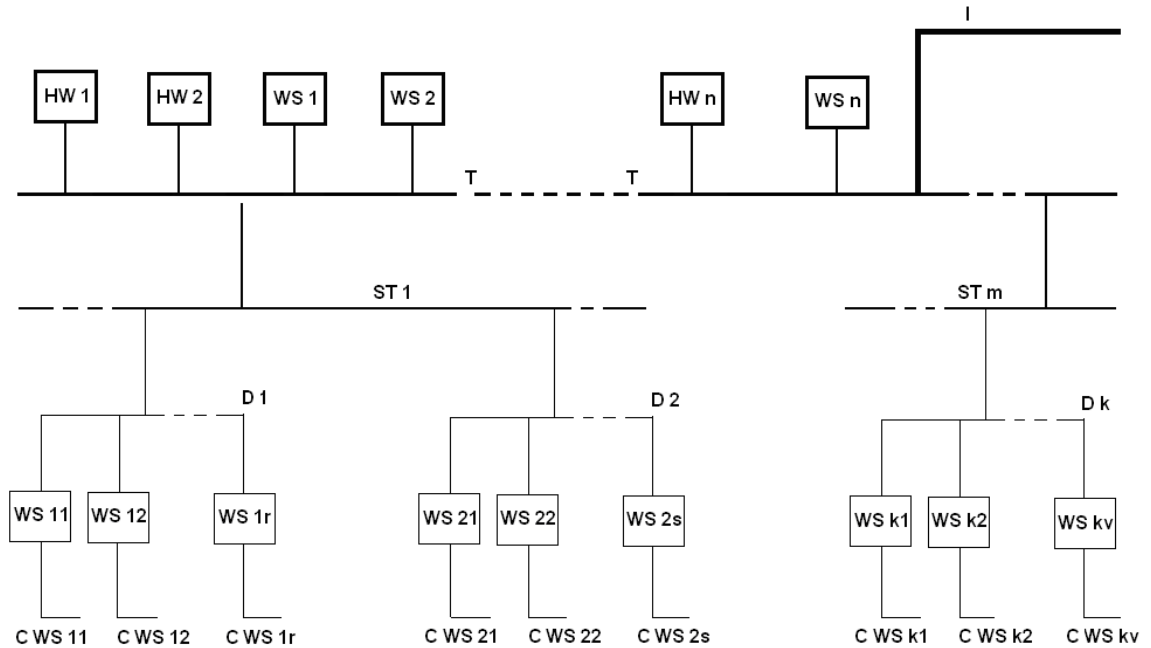 I
HW 1 HW 2 WS 1 WS 2 HW n WS n
T T
ST 1 ST m
D 1 D 2 D k
WS 11 WS 12 WS 1r WS 21 WS 22 WS 2s WS k1 WS k2 WS kv
C WS 11 C WS 12 C WS 1r C WS 21 C WS 22 C WS 2s C WS k1 C WS k2 C WS kv